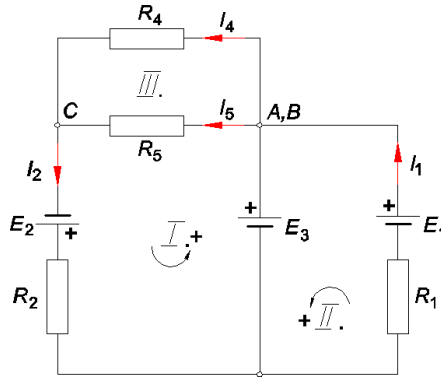 R4 I4
III.
C I5 A,B
R5
I2 I1
E2 + I.+ + E3 + E
R2 + II. R1